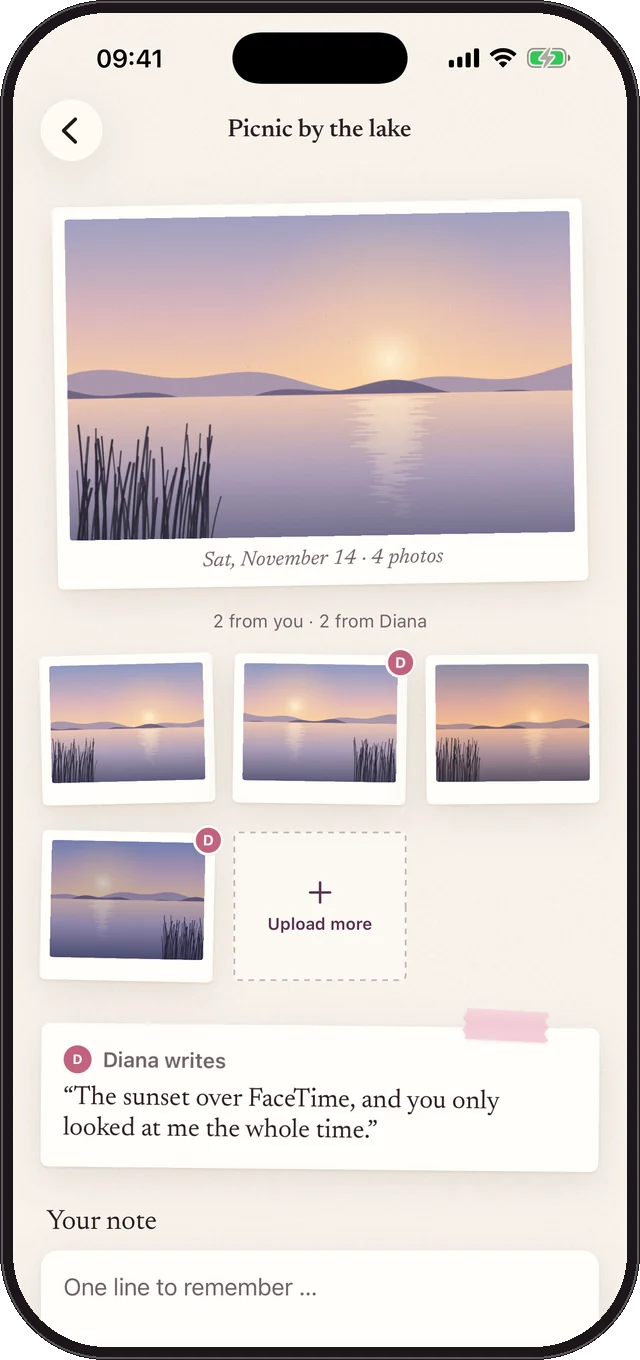 09:41
Picnic by the lake
Sat, November 14 · 4 photos
2 from you · 2 from Diana
D
D
Upload more
D Diana writes
“The sunset over FaceTime, and you only
looked at me the whole time.”
Your note
One line to remember ...